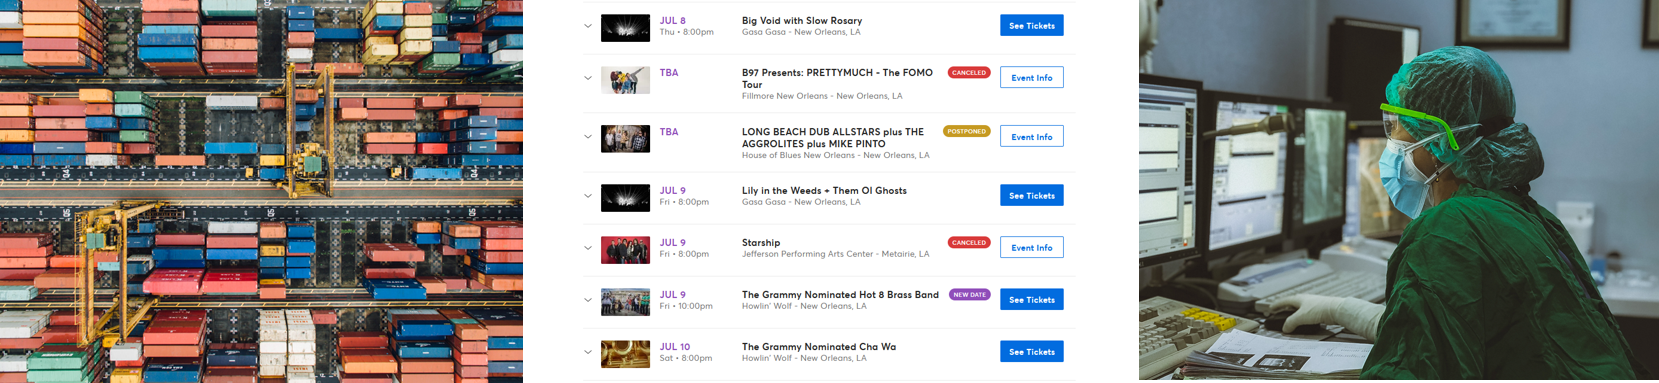 JUL 8
Thu • 8:00pm
Big Void with Slow Rosary
Gasa Gasa - New Orleans, LA
See Tickets
TBA
B97 Presents: PRETTYMUCH - The FOMO
Tour
Fillmore New Orleans - New Orleans, LA
CANCELED
Event Info
TBA
LONG BEACH DUB ALLSTARS plus THE
AGGROLITES plus MIKE PINTO
House of Blues New Orleans - New Orleans, LA
POSTPONED
Event Info
JUL 9
Fri • 8:00pm
Lily in the Weeds + Them Ol Ghosts
Gasa Gasa - New Orleans, LA
See Tickets
JUL 9
Fri • 8:00pm
Starship
Jefferson Performing Arts Center - Metairie, LA
CANCELED
Event Info
JUL 9
Fri • 10:00pm
The Grammy Nominated Hot 8 Brass Band
Howlin' Wolf - New Orleans, LA
NEW DATE
See Tickets
JUL 10
Sat • 8:00pm
The Grammy Nominated Cha Wa
Howlin' Wolf - New Orleans, LA
See Tickets